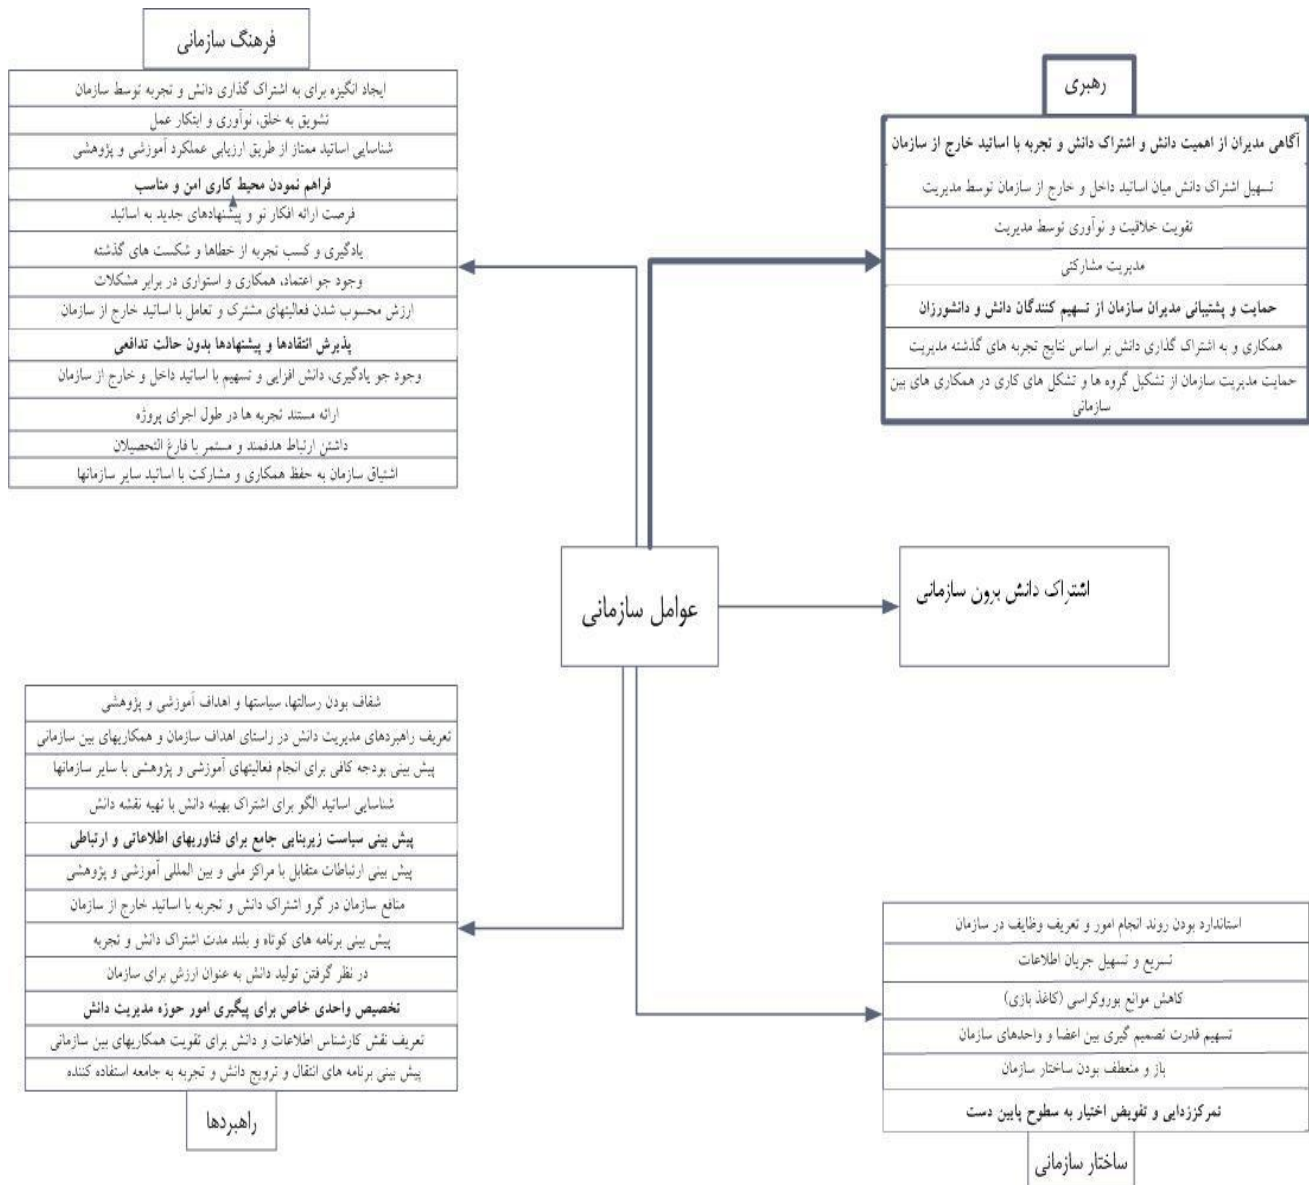 فرهنگ سازمانی
ایجاد انگیزه برای به اشتراک گذاری دانش و تجربه توسط سازمان
تشویق به خلق، نوآوری و ابتکار عمل
شناسایی اساتید ممتاز از طریق ارزیابی عملکرد آموزشی و پژوهشی
فراهم نمودن محیط کاری امن و مناسب
فرصت ارائه افکار نو و پیشنهادهای جدید به اساتید
یادگیری و کسب تجربه از خطاها و شکست های گذشته
وجود جو اعتماد، همکاری و استواری در برابر مشکلات
ارزش محسوب شدن فعالیتهای مشترک و تعامل با اساتید خارج از سازمان
پذیرش انتقادها و پیشنهادها بدون حالت تدافعی
وجود جو یادگیری، دانش افزایی و تسهیم با اساتید داخل و خارج از سازمان
ارائه مستند تجربه ها در طول اجرای پروژه
داشتن ارتباط هدفمند و مستمر با فارغ التحصیلان
اشتیاق سازمان به حفظ همکاری و مشارکت با اساتید سایر سازمانها
رهبری
آگاهی مدیران از اهمیت دانش و اشتراک دانش و تجربه با اساتید خارج از سازمان
تسهیل اشتراک دانش میان اساتید داخل و خارج از سازمان توسط مدیریت
تقویت خلاقیت و نوآوری توسط مدیریت
مدیریت مشارکتی
حمایت و پشتیبانی مدیران سازمان از تسهیم کنندگان دانش و دانشورزان
همکاری و به اشتراک گذاری دانش بر اساس نتایج تجربه های گذشته مدیریت
حمایت مدیریت سازمان از تشکیل گروه ها و تشکل های کاری در همکاری های بین
سازمانی
عوامل سازمانی
اشتراک دانش برون سازمانی
شفاف بودن رسالتها، سیاستها و اهداف آموزشی و پژوهشی
تعریف راهبردهای مدیریت دانش در راستای اهداف سازمان و همکاریهای بین سازمانی
پیش بینی بودجه کافی برای انجام فعالیتهای آموزشی و پژوهشی با سایر سازمانها
شناسایی اساتید الگو برای اشتراک بهینه دانش با تهیه نقشه دانش
پیش بینی سیاست زیربنایی جامع برای فناوریهای اطلاعاتی و ارتباطی
پیش بینی ارتباطات متقابل با مراکز ملی و بین المللی آموزشی و پژوهشی
منافع سازمان در گرو اشتراک دانش و تجربه با اساتید خارج از سازمان
پیش بینی برنامه های کوتاه و بلند مدت اشتراک دانش و تجربه
در نظر گرفتن تولید دانش به عنوان ارزش برای سازمان
تخصیص واحدی خاص برای پیگیری امور حوزه مدیریت دانش
تعریف نقش کارشناس اطلاعات و دانش برای تقویت همکاریهای بین سازمانی
پیش بینی برنامه های انتقال و ترویج دانش و تجربه به جامعه استفاده کننده
راهبردها
استاندارد بودن روند انجام امور و تعریف وظایف در سازمان
تسریع و تسهیل جریان اطلاعات
کاهش موانع بوروکراسی (کاغذ بازی)
تسهیم قدرت تصمیم گیری بین اعضا و واحدهای سازمان
باز و منعطف بودن ساختار سازمان
تمرکززدایی و تفویض اختیار به سطوح پایین دست
ساختار سازمانی